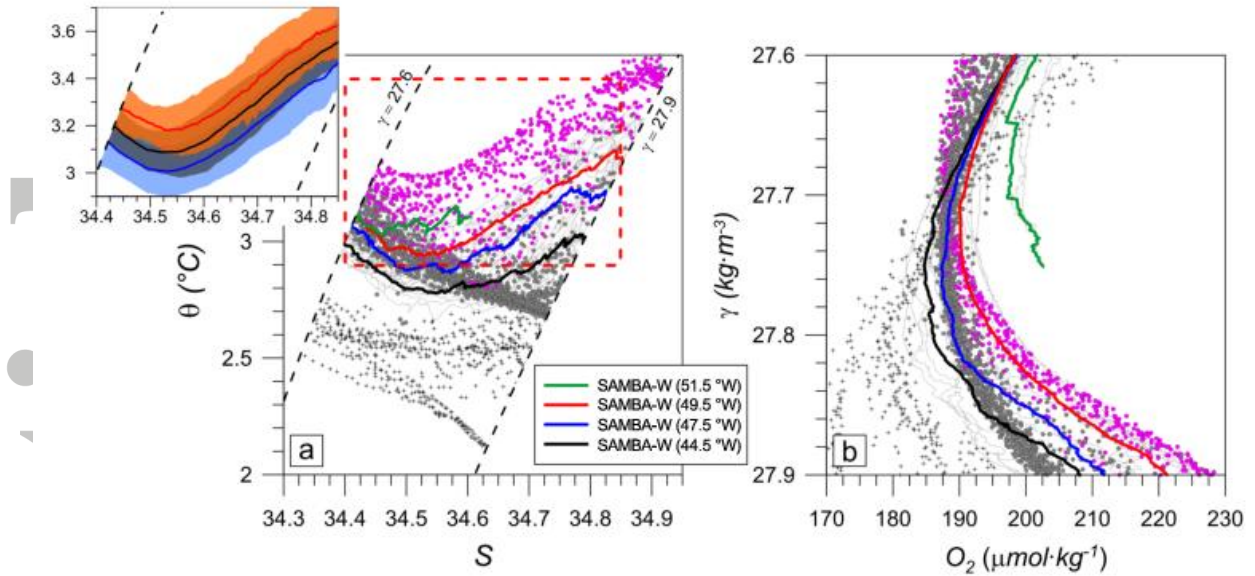 3.6
3.4
3.2
3
34.4 34.5 34.6 34.7 34.8
γ = 27.6
γ = 27.9
3
2.5
2
θ (°C)
SAMBA-W (51.5 °W)
SAMBA-W (49.5 °W)
SAMBA-W (47.5 °W)
SAMBA-W (44.5 °W)
a
34.3 34.4 34.5 34.6 34.7 34.8 34.9
S
27.6
27.7
27.8
27.9
γ (kg·m-3)
b
170 180 190 200 210 220 230
O2 (μmol·kg-1)